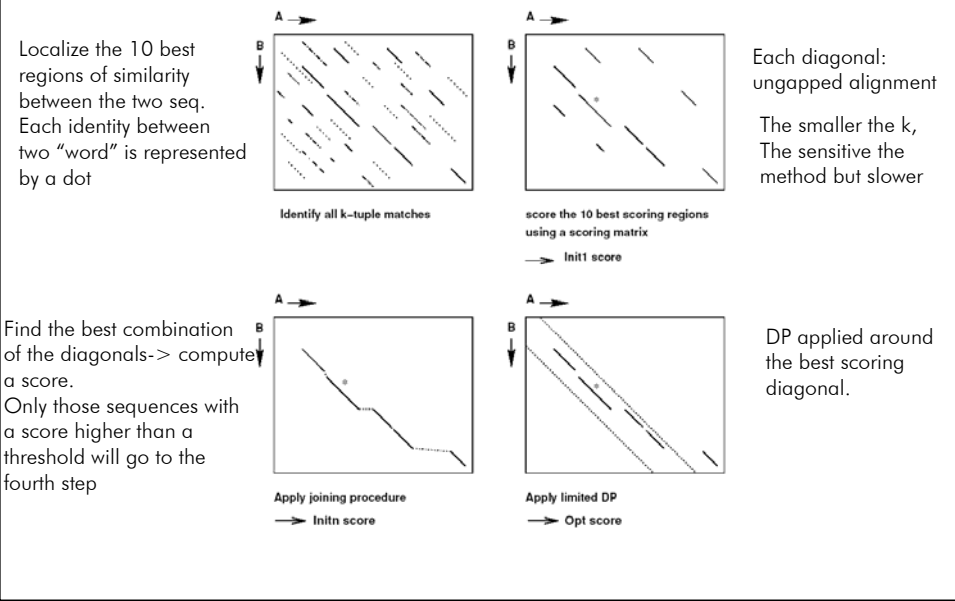 Localize the 10 best
regions of similarity
between the two seq.
Each identity between
two “word” is represented
by a dot
A
B
Identify all k-tuple matches
A
B
score the 10 best scoring regions
using a scoring matrix
Init1 score
Each diagonal:
ungapped alignment
The smaller the k,
The sensitive the
method but slower
Find the best combination
of the diagonals-> compute
a score.
Only those sequences with
a score higher than a
threshold will go to the
fourth step
A
B
Apply joining procedure
Initn score
A
B
Apply limited DP
Opt score
DP applied around
the best scoring
diagonal.